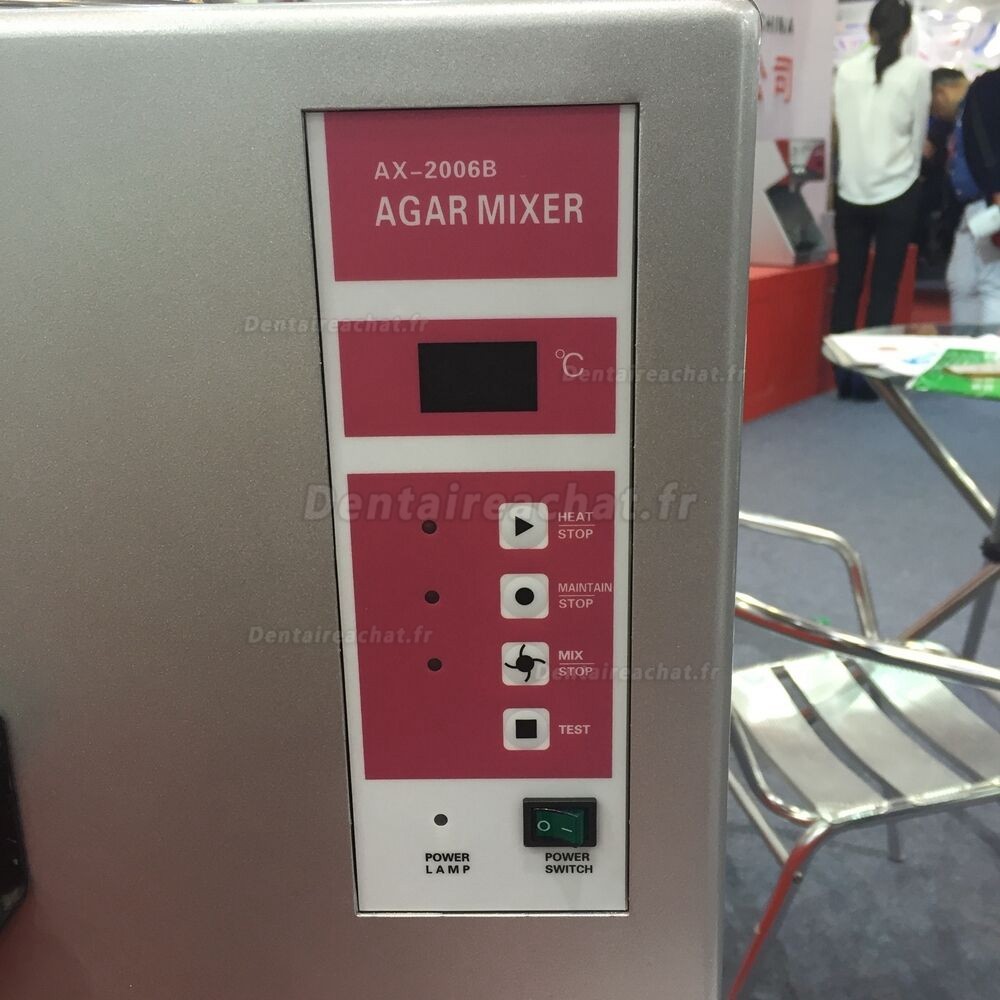 AX-2006B
AGAR MIXER
°C
HEAT
STOP
MAINTAIN
STOP
MIX
STOP
TEST
POWER
LAMP
O I
POWER
SWITCH
Dentaireachat.fr
Dentaireachat.fr
Dentaireachat.fr
Dentaireachat.fr
Dentaireachat.fr